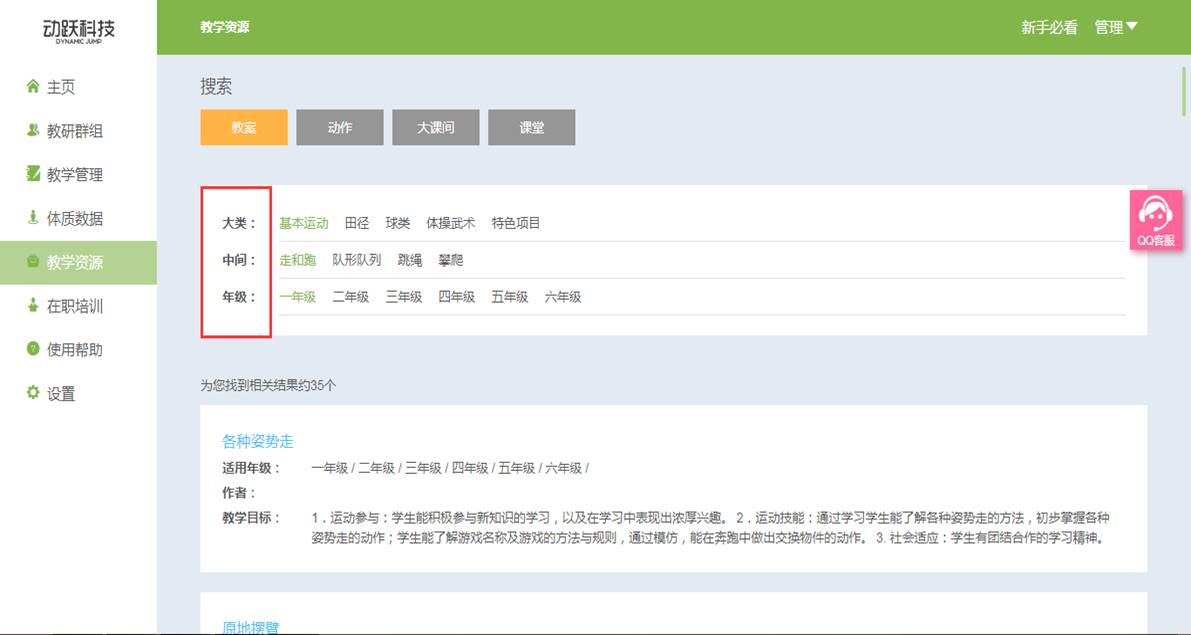 动跃科技
DYNAMIC JUMP
教学资源
新手必看 管理
主页
教研群组
教学管理
体质数据
教学资源
在职培训
使用帮助
设置
搜索
教案 动作 大课间 课堂
大类： 基本运动 田径 球类 体操武术 特色项目
中间： 走和跑 队形队列 跳绳 攀爬
年级： 一年级 二年级 三年级 四年级 五年级 六年级
QQ客服
为您找到相关结果约35个
各种姿势走
适用年级： 一年级 / 二年级 / 三年级 / 四年级 / 五年级 / 六年级 /
作者：
教学目标： 1．运动参与：学生能积极参与新知识的学习，以及在学习中表现出浓厚兴趣。 2．运动技能：通过学习学生能了解各种姿势走的方法，初步掌握各种
姿势走的动作；学生能了解游戏名称及游戏的方法与规则，通过模仿，能在奔跑中做出交换物件的动作。 3. 社会适应：学生有团结合作的学习精神。
原地摆臂